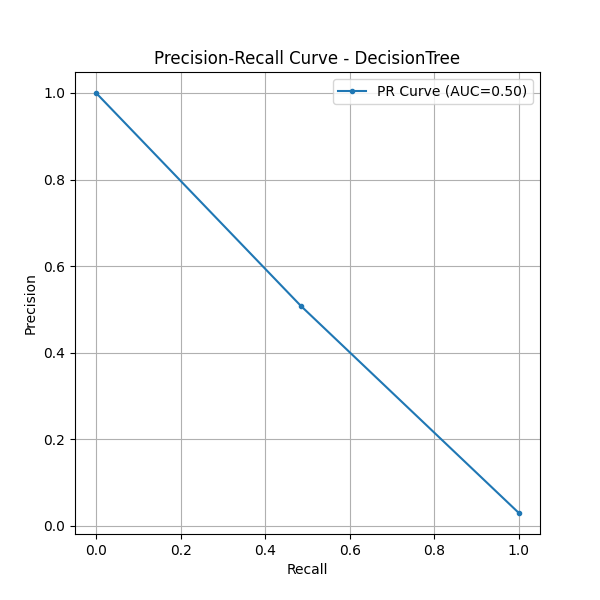 Precision-Recall Curve - DecisionTree
PR Curve (AUC=0.50)
1.0
0.8
0.6
0.4
0.2
0.0
Precision
0.0 0.2 0.4 0.6 0.8 1.0
Recall